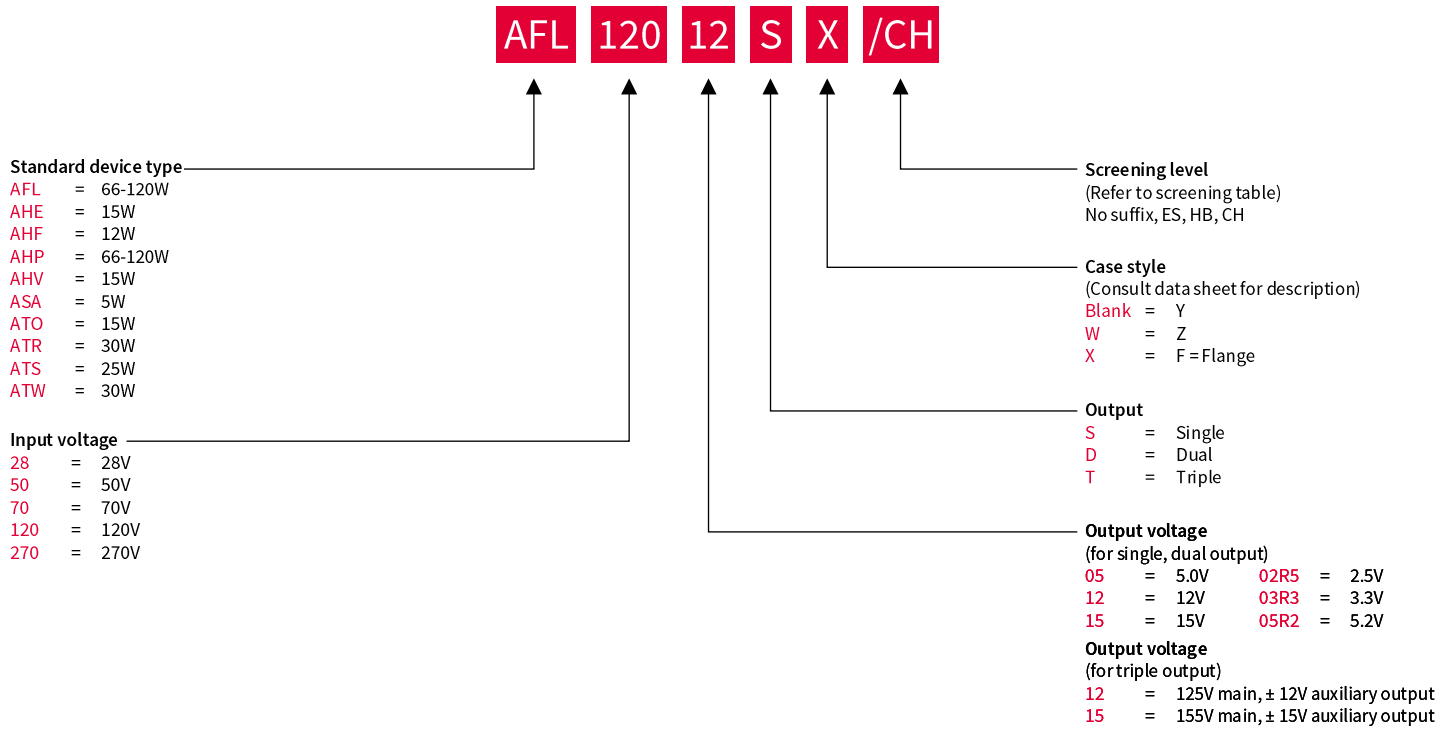 AFL 120 12 S X /CH
Standard device type
AFL = 66-120W
AHE = 15W
AHF = 12W
AHP = 66-120W
AHV = 15W
ASA = 5W
ATO = 15W
ATR = 30W
ATS = 25W
ATW = 30W
Input voltage
28 = 28V
50 = 50V
70 = 70V
120 = 120V
270 = 270V
Screening level
(Refer to screening table)
No suffix, ES, HB, CH
Case style
(Consult data sheet for description)
Blank = Y
W = Z
X = F = Flange
Output
S = Single
D = Dual
T = Triple
Output voltage
(for single, dual output)
05 = 5.0V 02R5 = 2.5V
12 = 12V 03R3 = 3.3V
15 = 15V 05R2 = 5.2V
Output voltage
(for triple output)
12 = 125V main, ± 12V auxiliary output
15 = 155V main, ± 15V auxiliary output